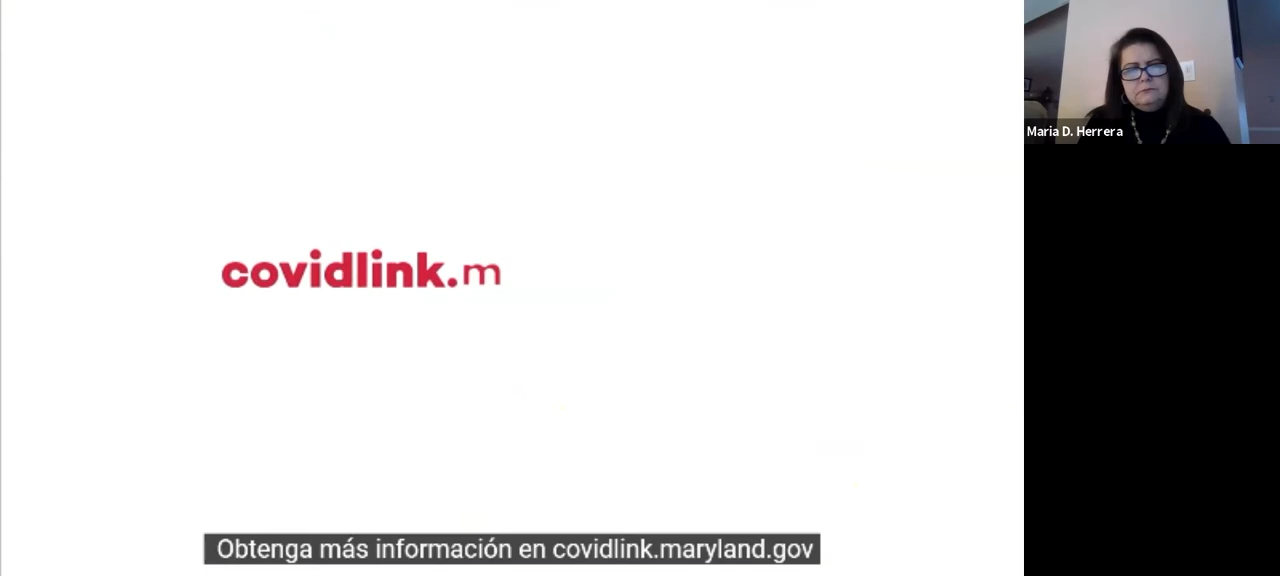 Maria D. Herrera
covidlink.m
Obtenga más información en covidlink.maryland.gov